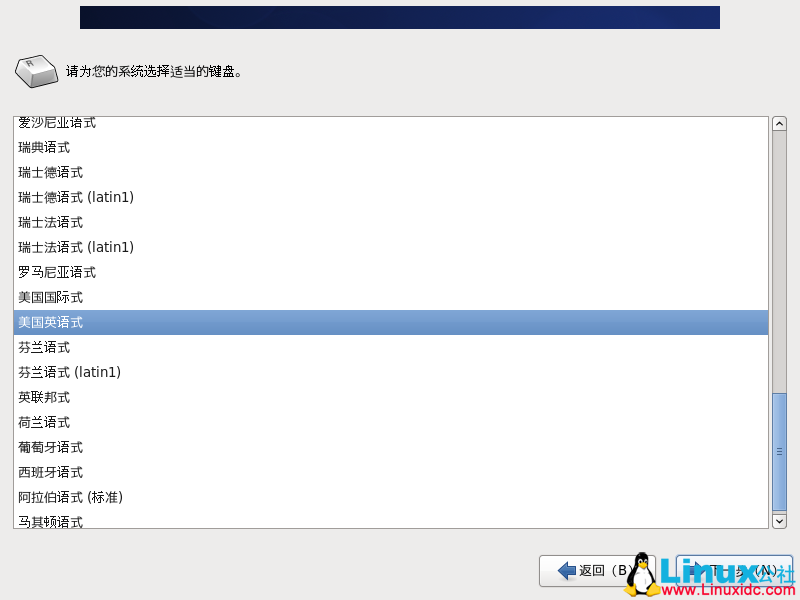 R
请为您的系统选择适当的键盘。
爱沙尼亚语式
瑞典语式
瑞士德语式
瑞士德语式 (latin1)
瑞士法语式
瑞士法语式 (latin1)
罗马尼亚语式
美国国际式
美国英语式
芬兰语式
芬兰语式 (latin1)
英联邦式
荷兰语式
葡萄牙语式
西班牙语式
阿拉伯语式 (标准)
马其顿语式
返回（B）
下一步（N）
Linux公社
www.Linuxidc.com